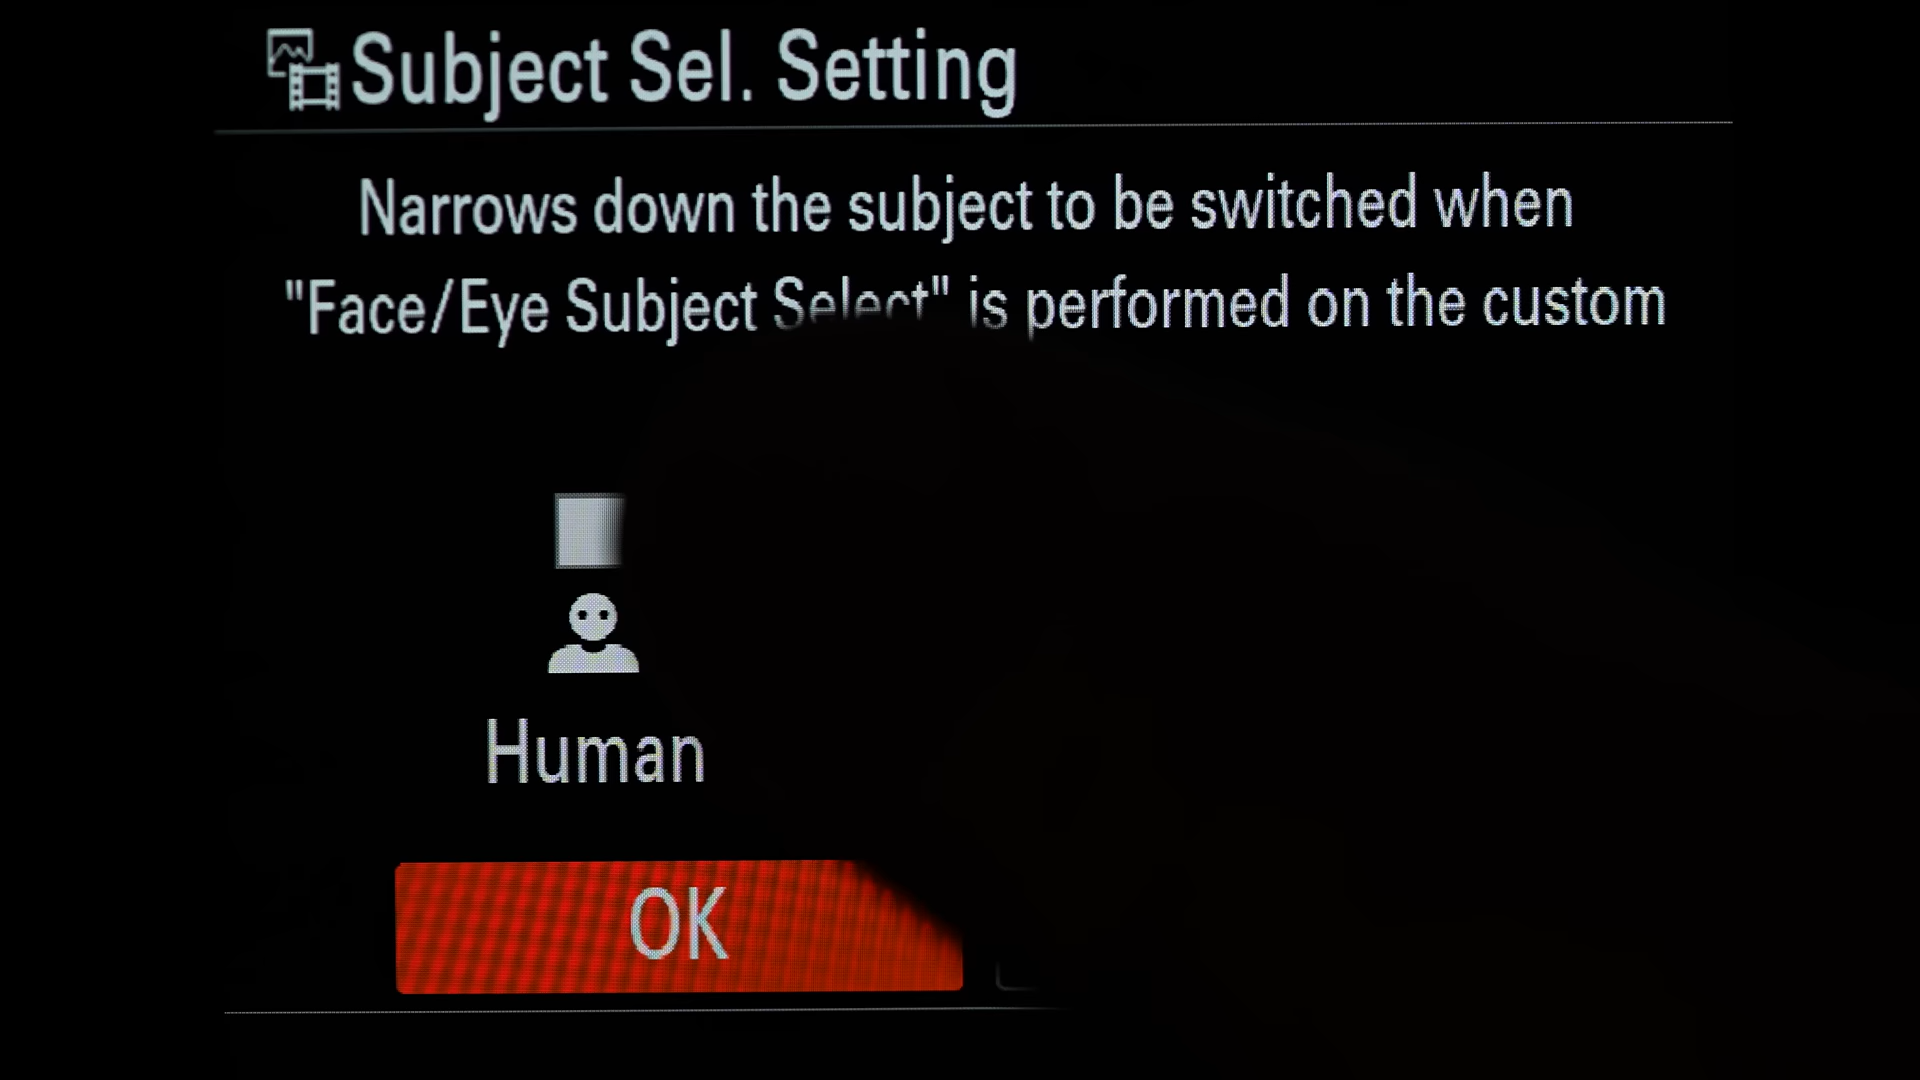 Subject Sel. Setting
Narrows down the subject to be switched when
"Face/Eye Subject Select" is performed on the custom
Human
OK